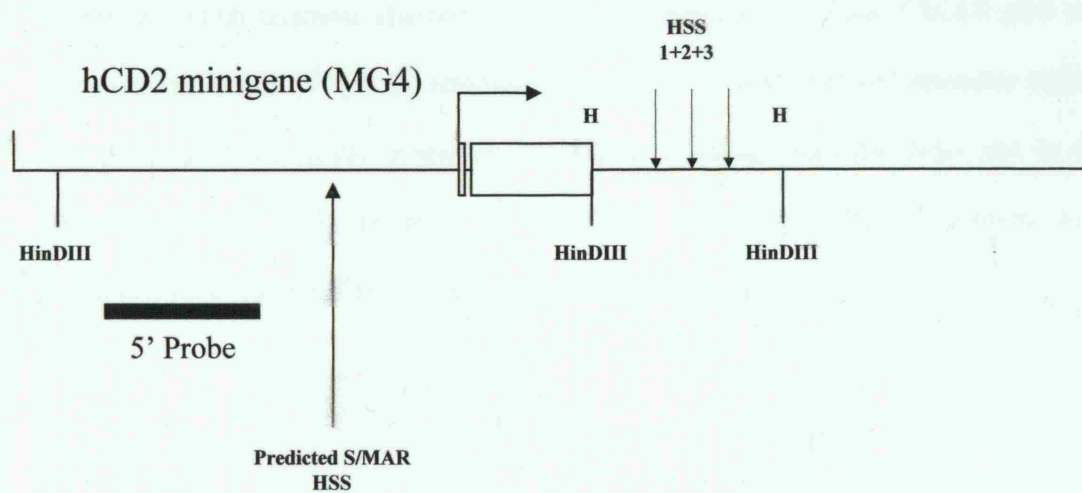 HSS
1+2+3
hCD2 minigene (MG4)
H
H
HinDIII
HinDIII
HinDIII
5’ Probe
Predicted S/MAR
HSS